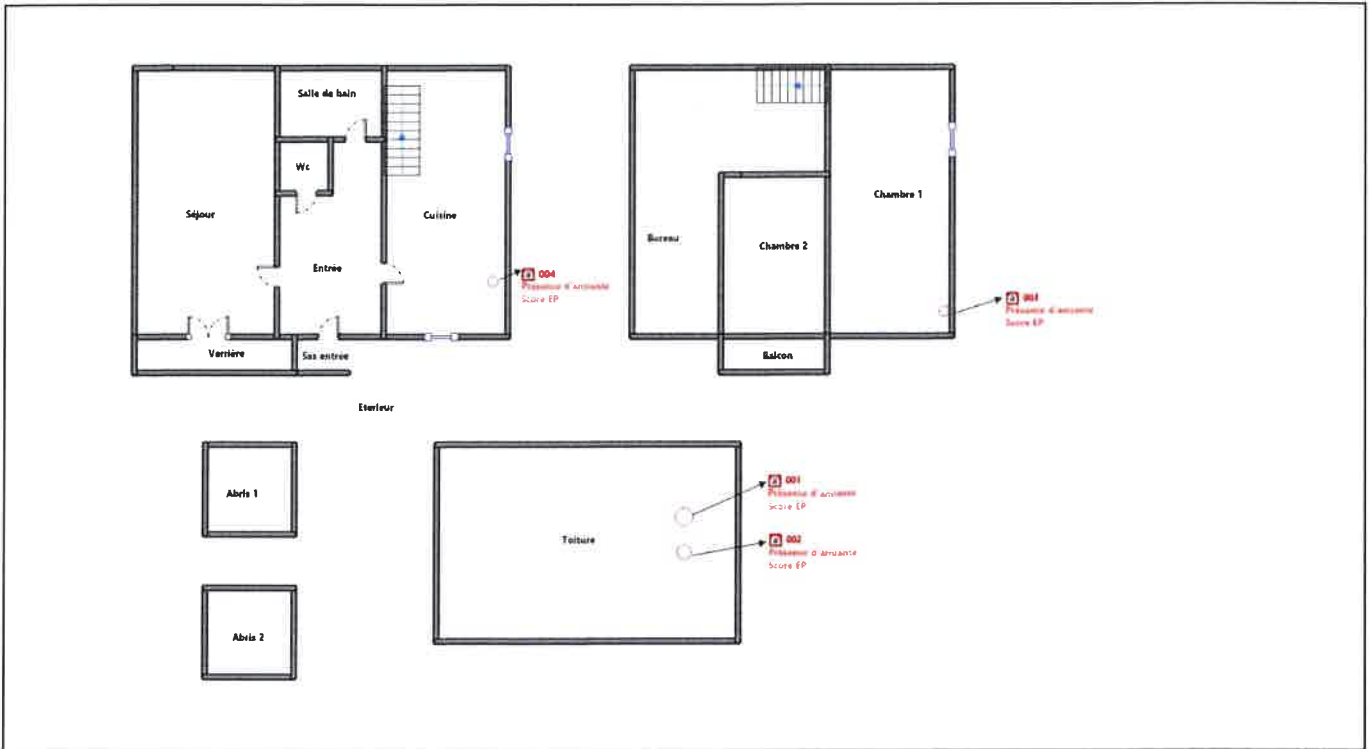 Salle de bain
Wc
Séjour
Cuisine
Entrée
a 004
Présence d'amiante
Score EP
Verrière
Sas entrée
Eterieur
Bureau
Chambre 1
Chambre 2
Balcon
a 003
Présence d'amiante
Score EP
Abris 1
Abris 2
Toiture
a 001
Présence d'amiante
Score EP
a 002
Présence d'amiante
Score EP